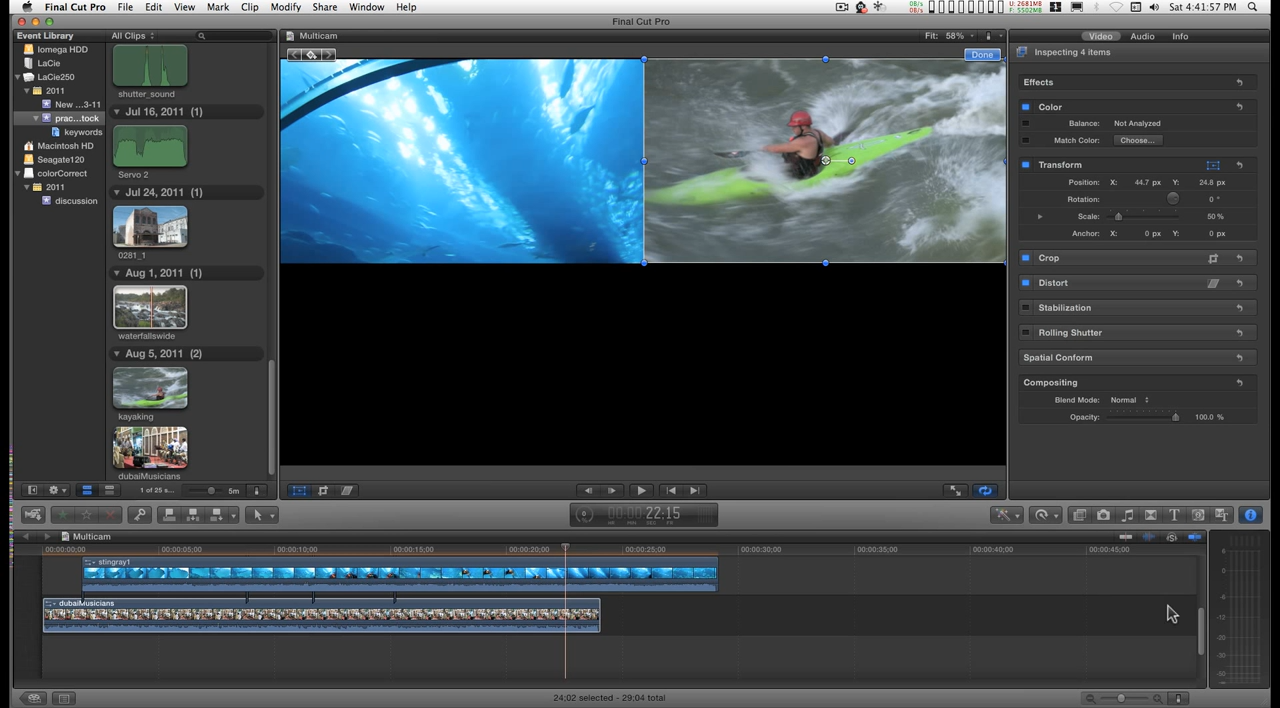 Final Cut Pro File Edit View Mark Clip Modify Share Window Help Sat 4:41:57 PM
Final Cut Pro
Event Library
All Clips
Multicam
Fit: 58%
Video Audio Info
Iomega HDD
LaCie
LaCie250
2011
New ...3-11
prac...tock
keywords
Macintosh HD
Seagate120
colorCorrect
2011
discussion
shutter_sound
Jul 16, 2011 (1)
Servo 2
Jul 24, 2011 (1)
0281_1
Aug 1, 2011 (1)
waterfallswide
Aug 5, 2011 (2)
kayaking
dubaiMusicians
1 of 25 s...
5m
Done
Inspecting 4 items
Effects
Color
Balance: Not Analyzed
Match Color: Choose...
Transform
Position: X: 44.7 px Y: 24.8 px
Rotation: 0 °
Scale: 50 %
Anchor: X: 0 px Y: 0 px
Crop
Distort
Stabilization
Rolling Shutter
Spatial Conform
Compositing
Blend Mode: Normal
Opacity: 100.0 %
22:15
Multicam
00:00:00;00 00:00:05;00 00:00:10;00 00:00:15;00 00:00:20;00 00:00:25;00 00:00:30;00 00:00:35;00 00:00:40;00 00:00:45;00
stingray1
dubaiMusicians
6
0
-6
-12
-20
-30
-50
24:02 selected - 29:04 total